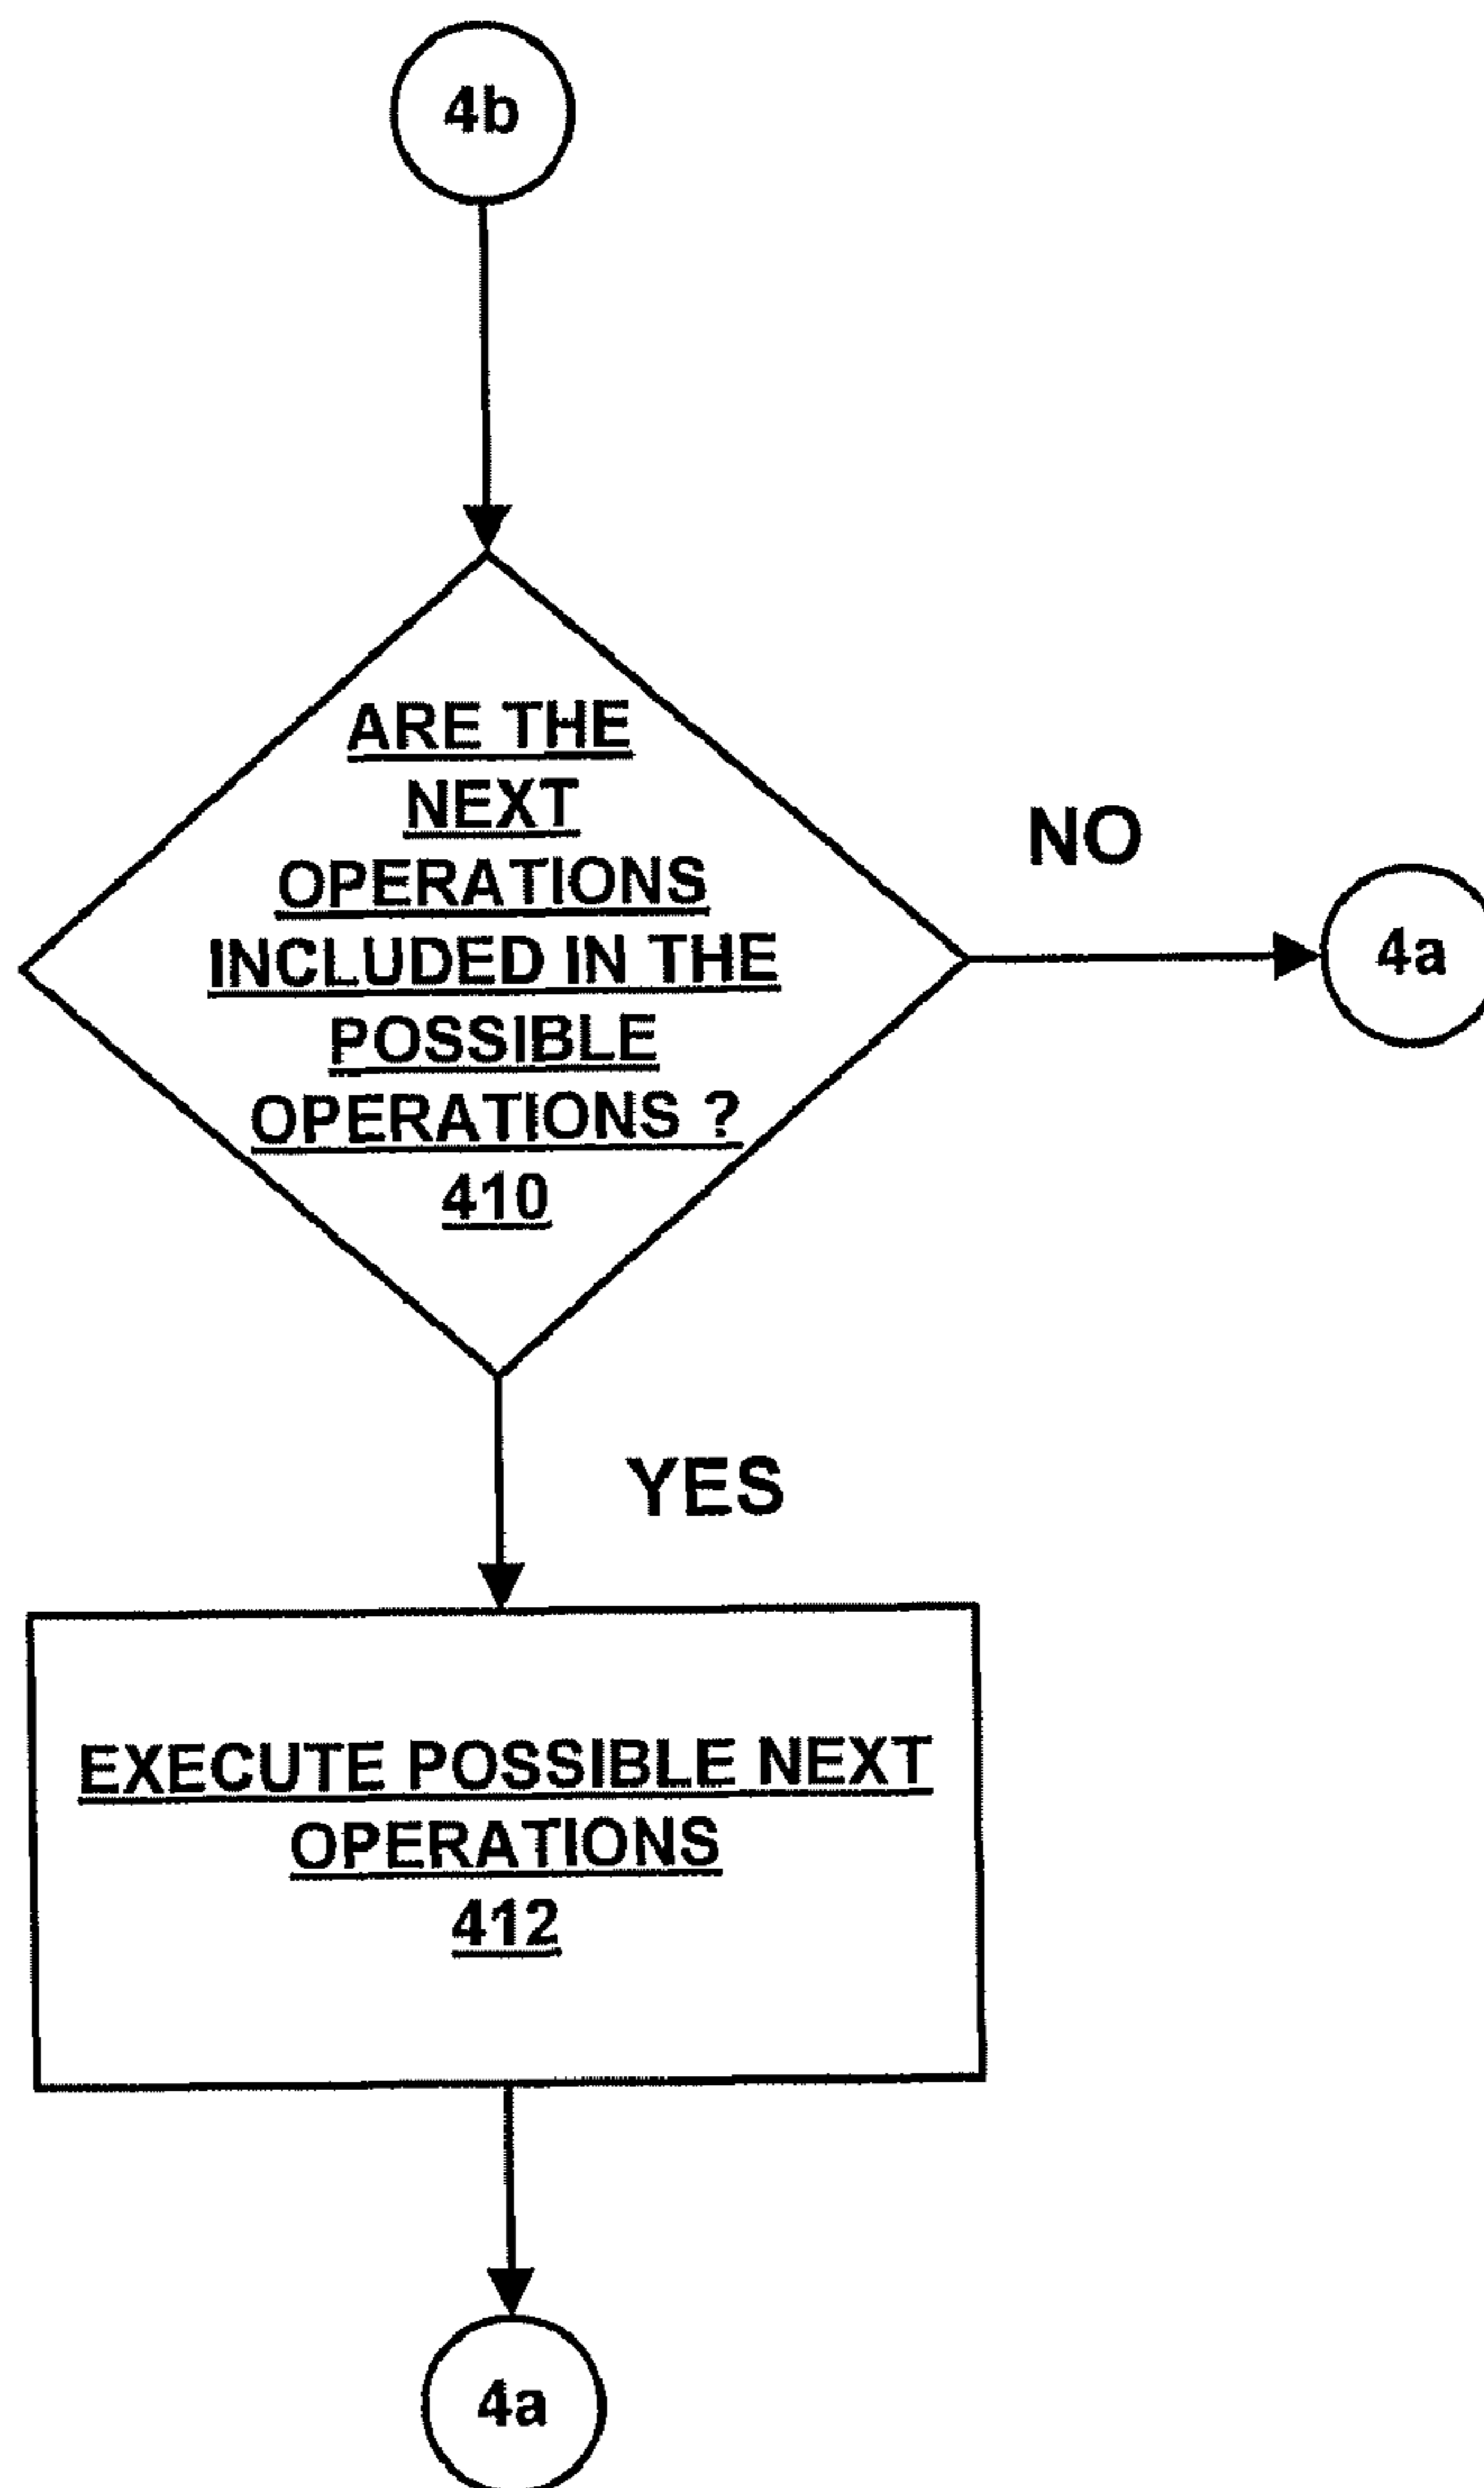 4b
ARE THE
NEXT
OPERATIONS
INCLUDED IN THE
POSSIBLE
OPERATIONS ?
410
NO
4a
YES
EXECUTE POSSIBLE NEXT
OPERATIONS
412
4a